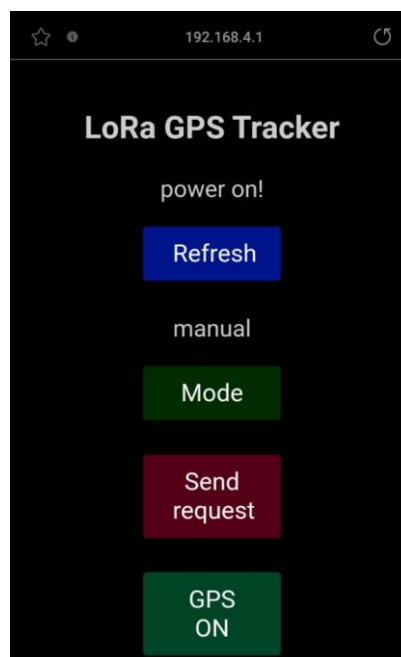 192.168.4.1
LoRa GPS Tracker
power on!
Refresh
manual
Mode
Send
request
GPS
ON